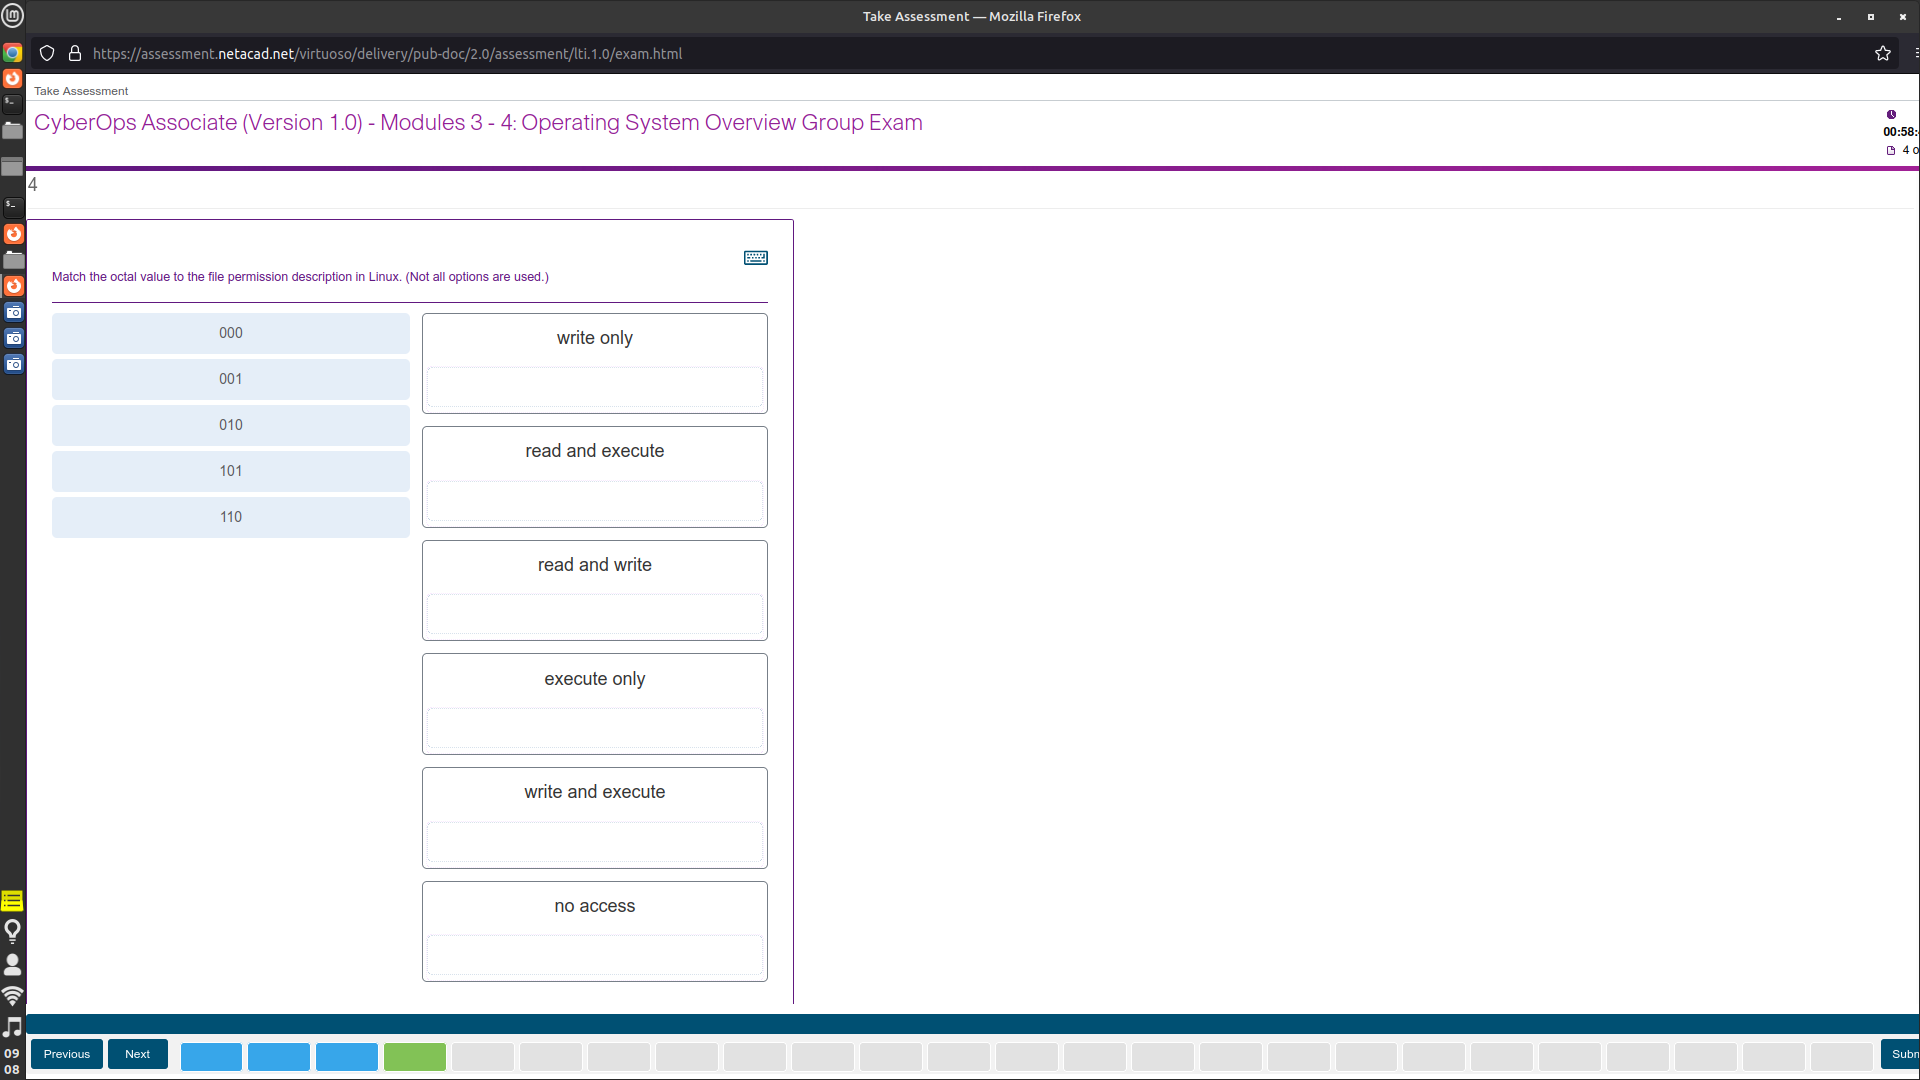 Take Assessment — Mozilla Firefox
https://assessment.netacad.net/virtuoso/delivery/pub-doc/2.0/assessment/lti.1.0/exam.html
Take Assessment
CyberOps Associate (Version 1.0) - Modules 3 - 4: Operating System Overview Group Exam
00:58:
4 o
4
Match the octal value to the file permission description in Linux. (Not all options are used.)
000
001
010
101
110
write only
read and execute
read and write
execute only
write and execute
no access
Previous
Next
Subm
09
08